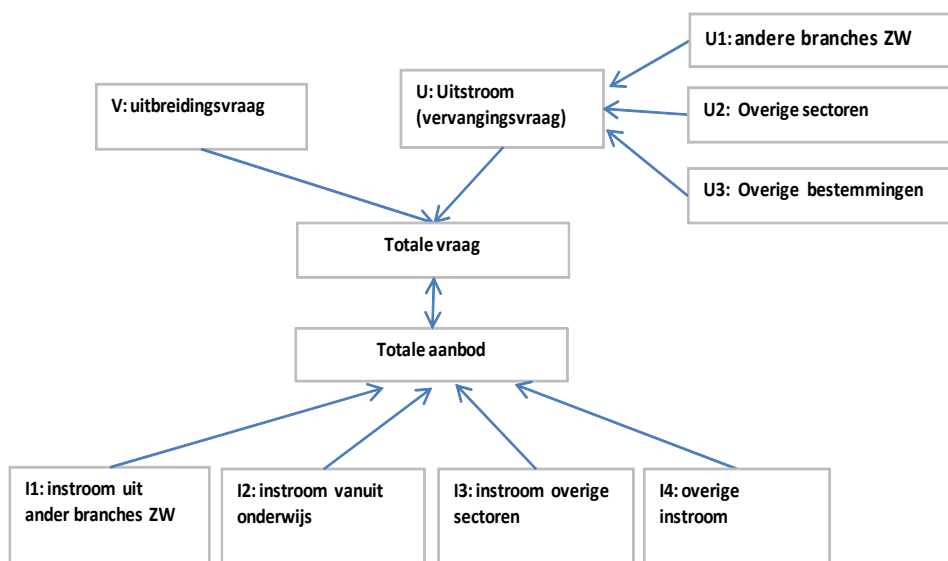 U1: andere branches ZW
V: uitbreidingsvraag
U: Uitstroom
(vervangingsvraag)
U2: Overige sectoren
U3: Overige bestemmingen
Totale vraag
Totale aanbod
I1: instroom uit
ander branches ZW
I2: instroom vanuit
onderwijs
I3: instroom overige
sectoren
I4: overige
instroom